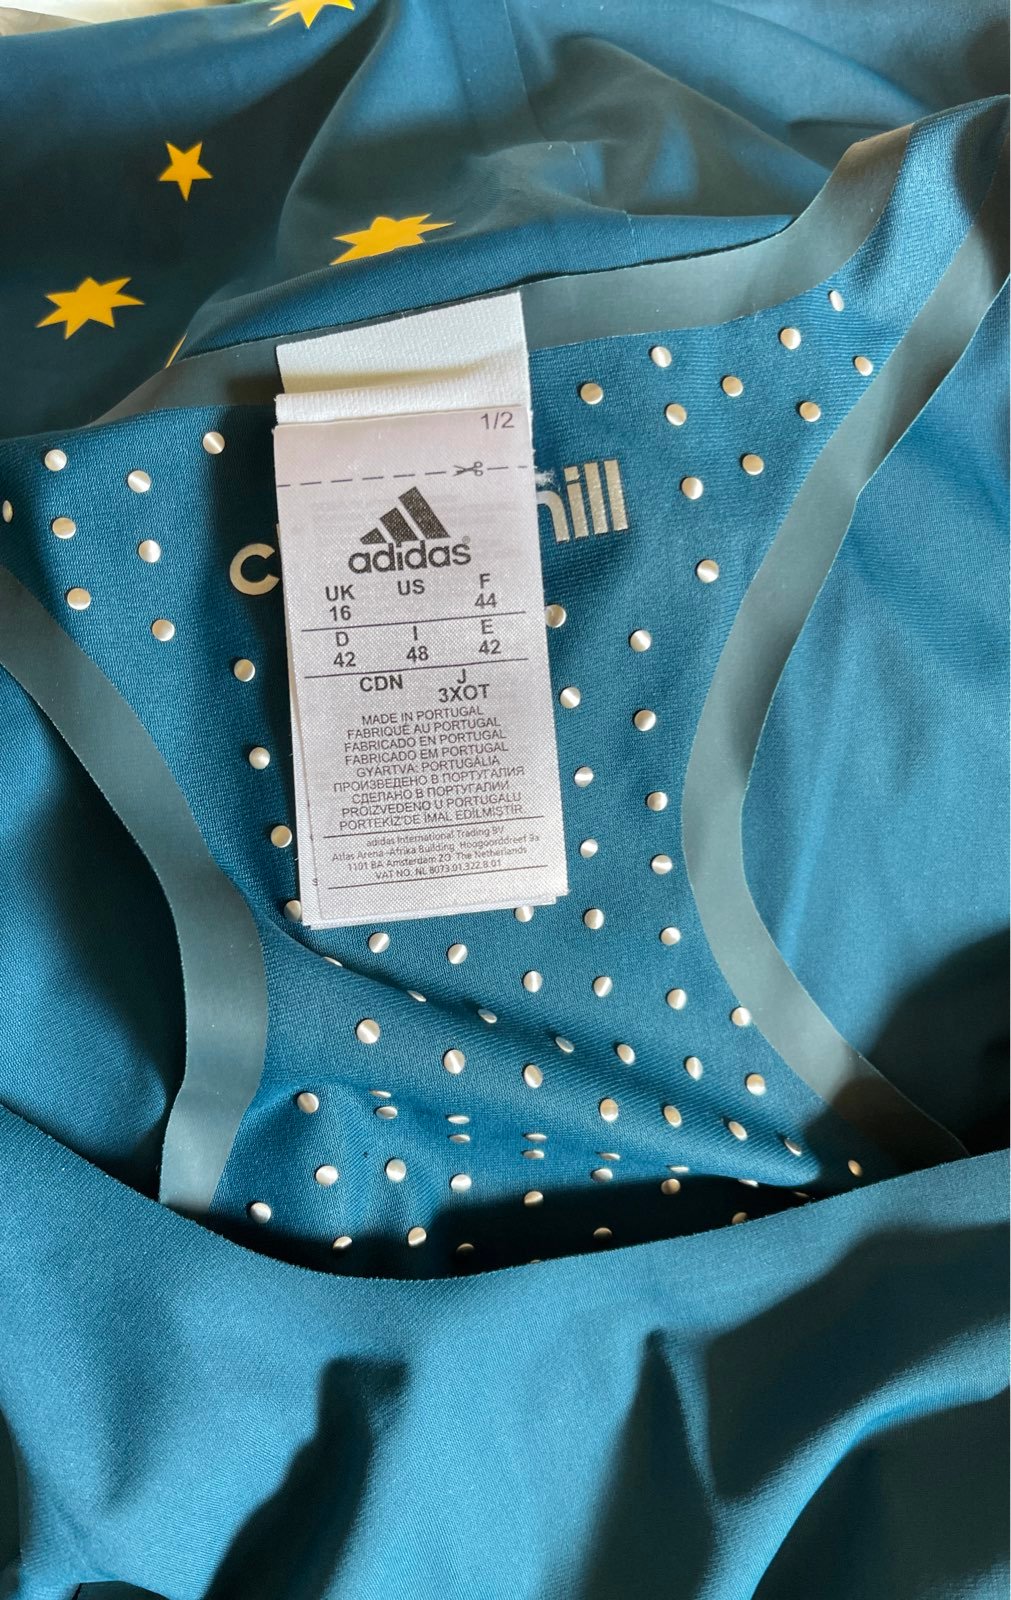 1/2
adidas
UK US F
16 44
D I E
42 48 42
CDN J
3XOT
MADE IN PORTUGAL
FABRIQUÉ AU PORTUGAL
FABRICADO EN PORTUGAL
FABRICADO EM PORTUGAL
GYÁRTVA: PORTUGÁLIA
ПРОИЗВЕДЕНО В ПОРТУГАЛИЯ
СДЕЛАНО В ПОРТУГАЛИИ
PROIZVEDENO U PORTUGALU
PORTEKİZ'DE İMAL EDİLMİŞTİR
adidas International Trading BV
Atlas Arena - Afrika Building Hoogoorddreef 9a
1101 BA Amsterdam ZO The Netherlands
VAT NO. NL 8073.01.322.B.01